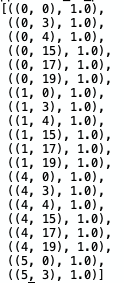 [((0, 0), 1.0),
((0, 3), 1.0),
((0, 4), 1.0),
((0, 15), 1.0),
((0, 17), 1.0),
((0, 19), 1.0),
((1, 0), 1.0),
((1, 3), 1.0),
((1, 4), 1.0),
((1, 15), 1.0),
((1, 17), 1.0),
((1, 19), 1.0),
((4, 0), 1.0),
((4, 3), 1.0),
((4, 4), 1.0),
((4, 15), 1.0),
((4, 17), 1.0),
((4, 19), 1.0),
((5, 0), 1.0),
((5, 3), 1.0)]